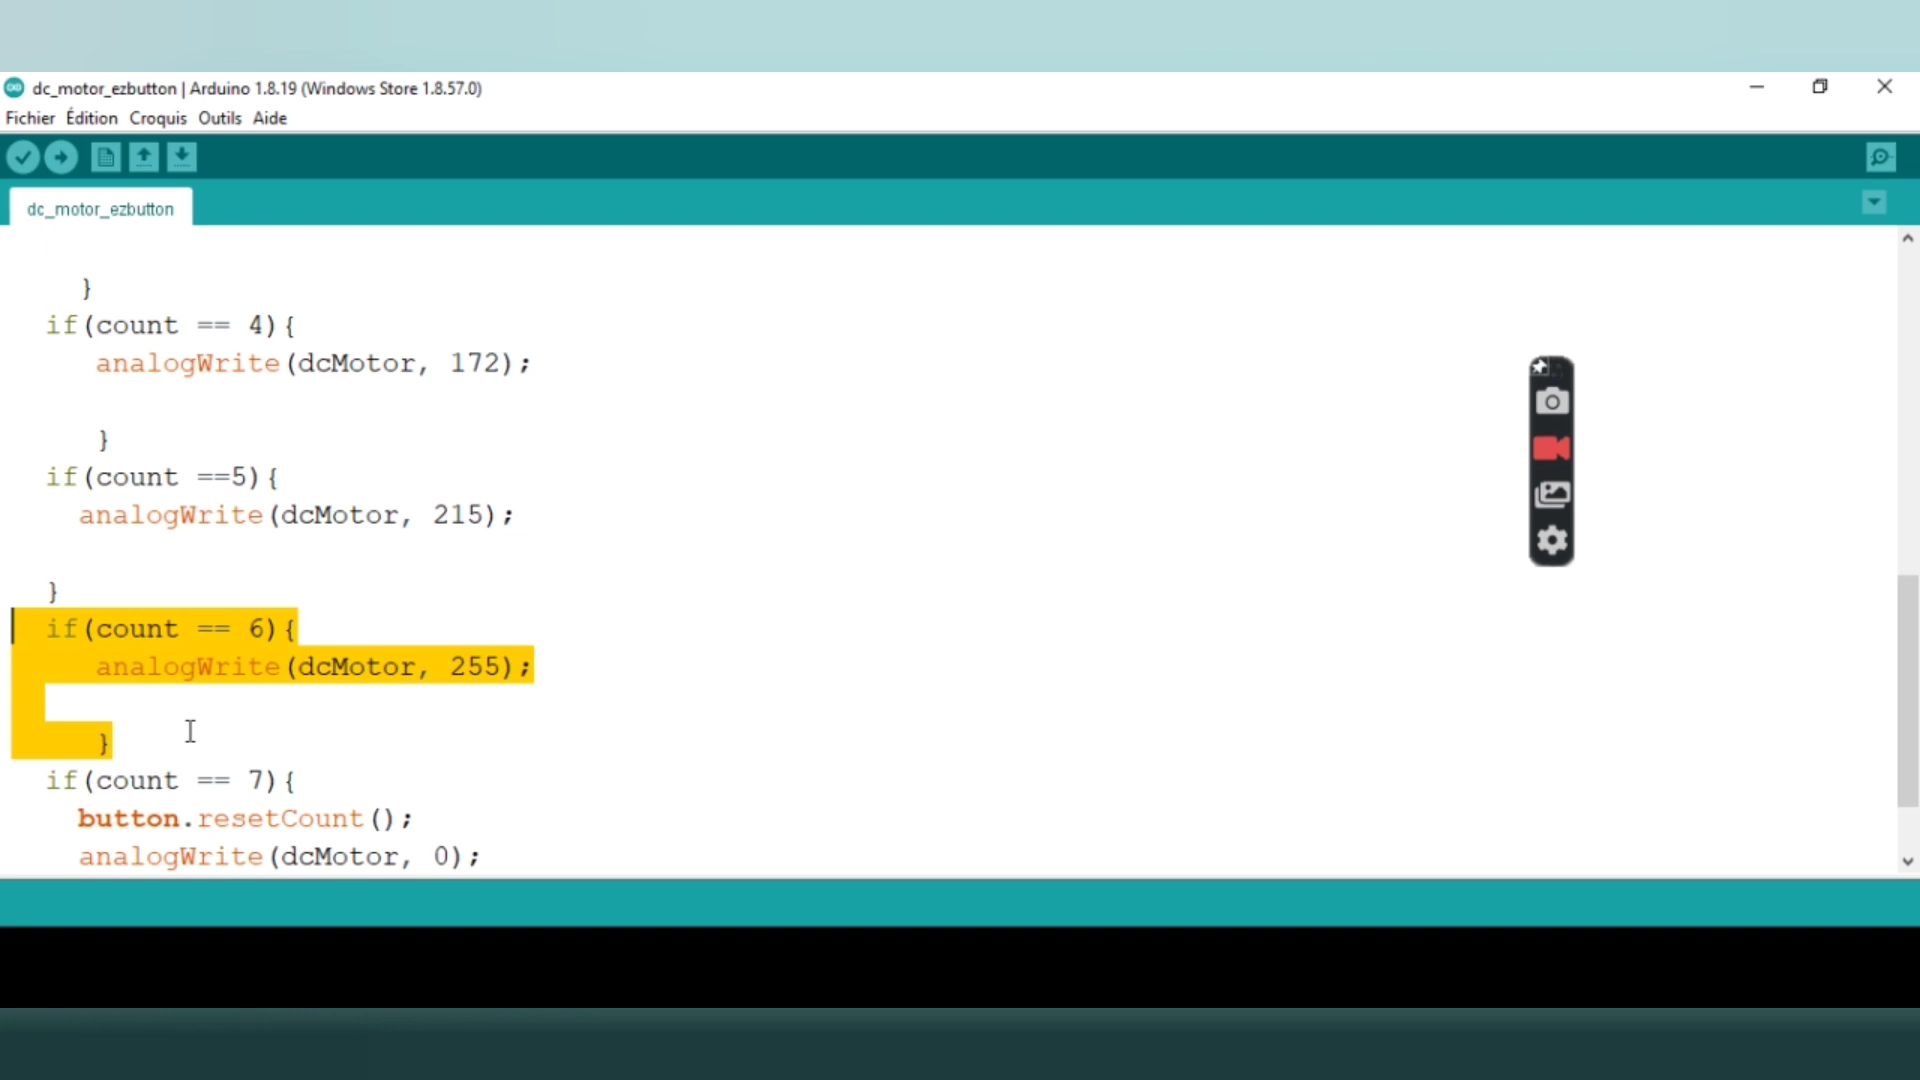 dc_motor_ezbutton | Arduino 1.8.19 (Windows Store 1.8.57.0)
Fichier Édition Croquis Outils Aide
dc_motor_ezbutton
}
if(count == 4){
analogWrite(dcMotor, 172);
}
if(count ==5){
analogWrite(dcMotor, 215);
}
if(count == 6){
analogWrite(dcMotor, 255);
}
if(count == 7){
button.resetCount();
analogWrite(dcMotor, 0);